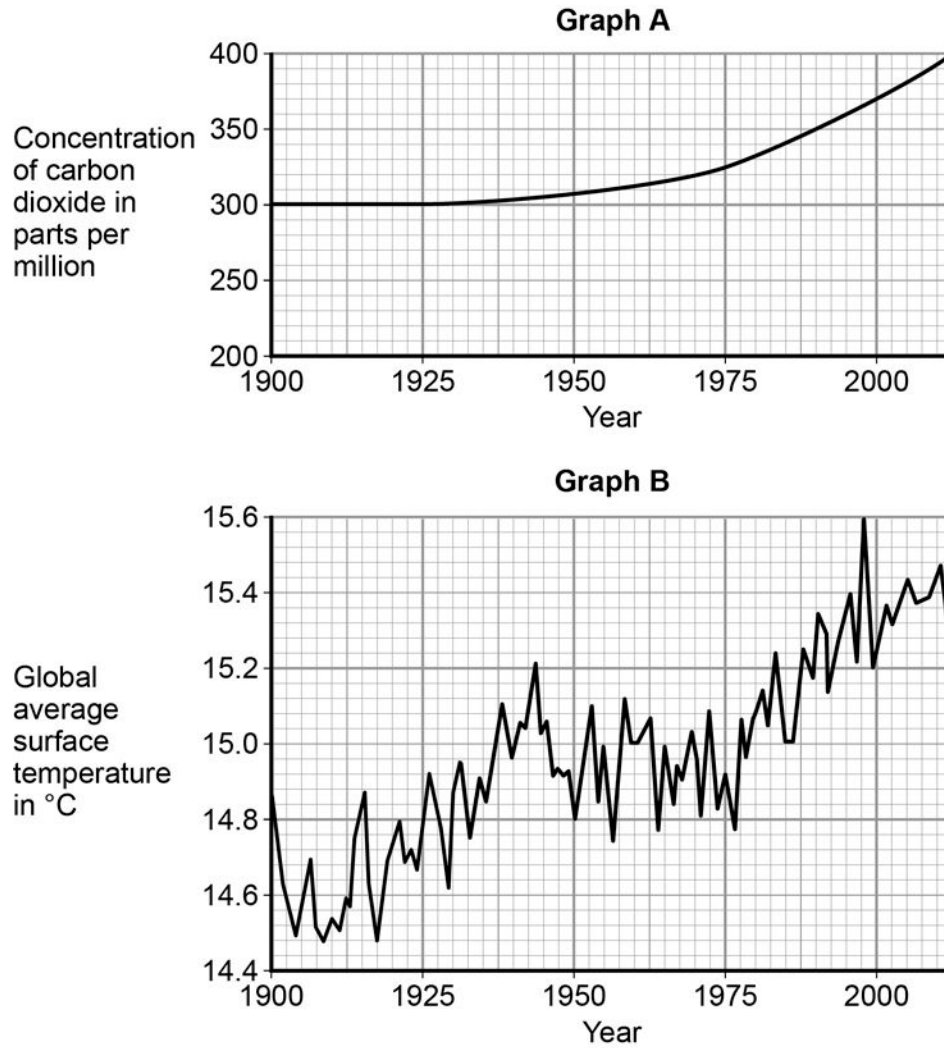 Graph A
400
350
300
250
200
Concentration
of carbon
dioxide in
parts per
million
1900 1925 1950 1975 2000
Year
Graph B
15.6
15.4
15.2
15.0
14.8
14.6
14.4
Global
average
surface
temperature
in °C
1900 1925 1950 1975 2000
Year